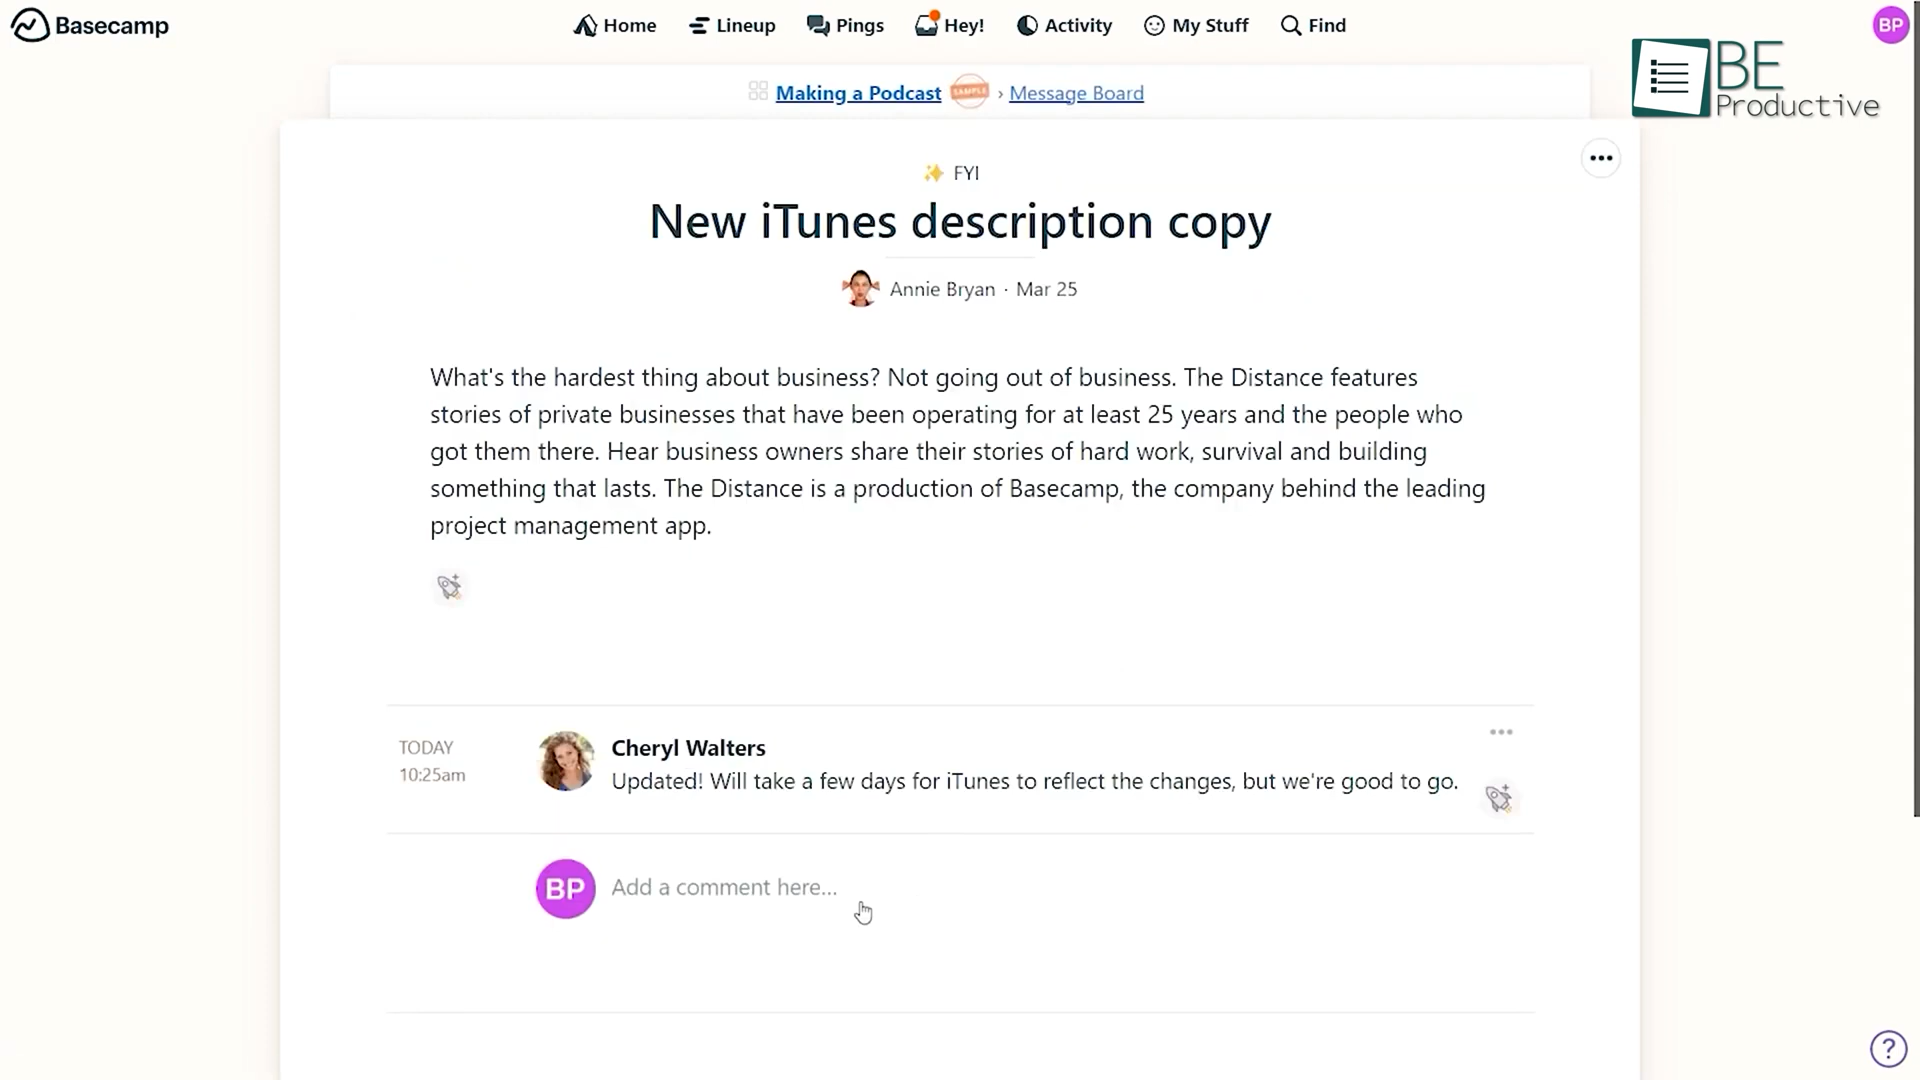 Basecamp
Home
Lineup
Pings
Hey!
Activity
My Stuff
Find
BP
BE
Productive
Making a Podcast SAMPLE › Message Board
FYI
New iTunes description copy
Annie Bryan · Mar 25
What's the hardest thing about business? Not going out of business. The Distance features
stories of private businesses that have been operating for at least 25 years and the people who
got them there. Hear business owners share their stories of hard work, survival and building
something that lasts. The Distance is a production of Basecamp, the company behind the leading
project management app.
TODAY
10:25am
Cheryl Walters
Updated! Will take a few days for iTunes to reflect the changes, but we're good to go.
BP
Add a comment here...
?